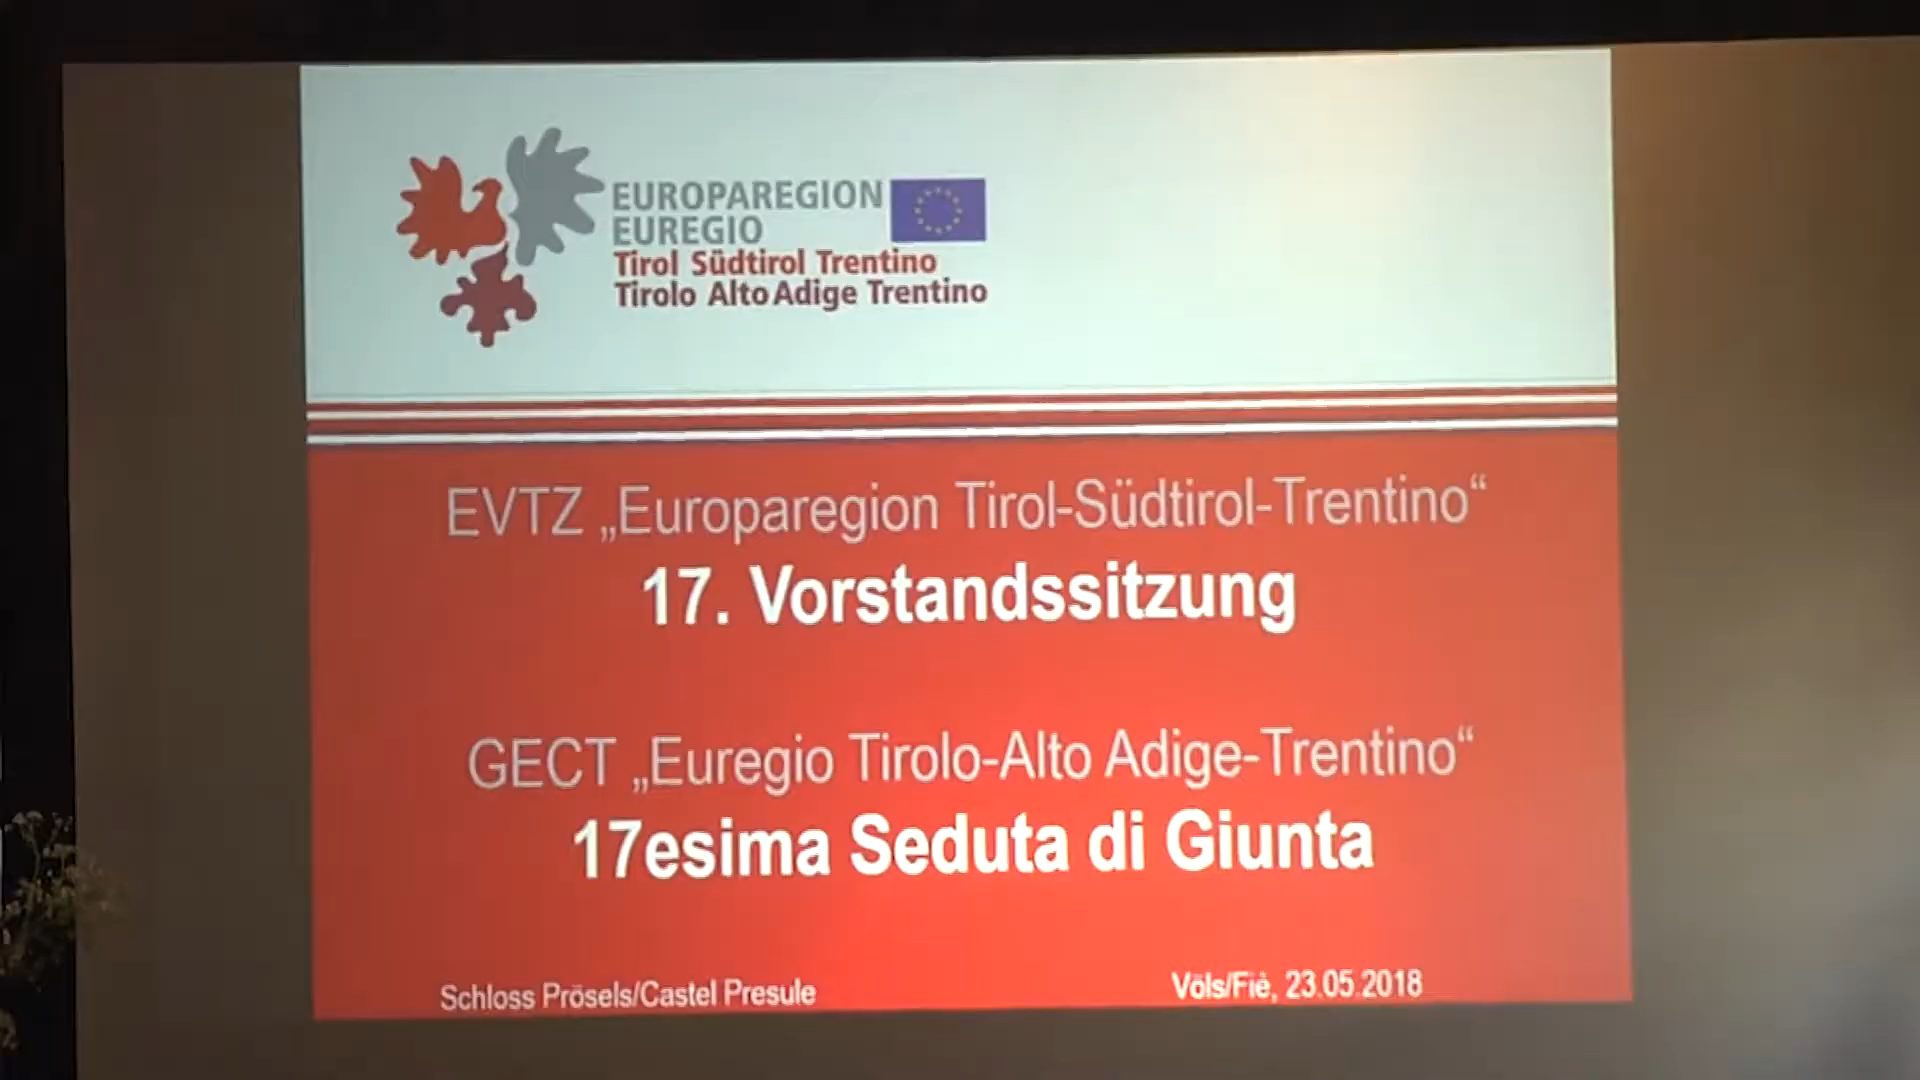 EUROPAREGION
EUREGIO
Tirol Südtirol Trentino
Tirolo Alto Adige Trentino
EVTZ „Europaregion Tirol-Südtirol-Trentino“
17. Vorstandssitzung
GECT „Euregio Tirolo-Alto Adige-Trentino“
17esima Seduta di Giunta
Schloss Prösels/Castel Presule
Völs/Fiè, 23.05.2018